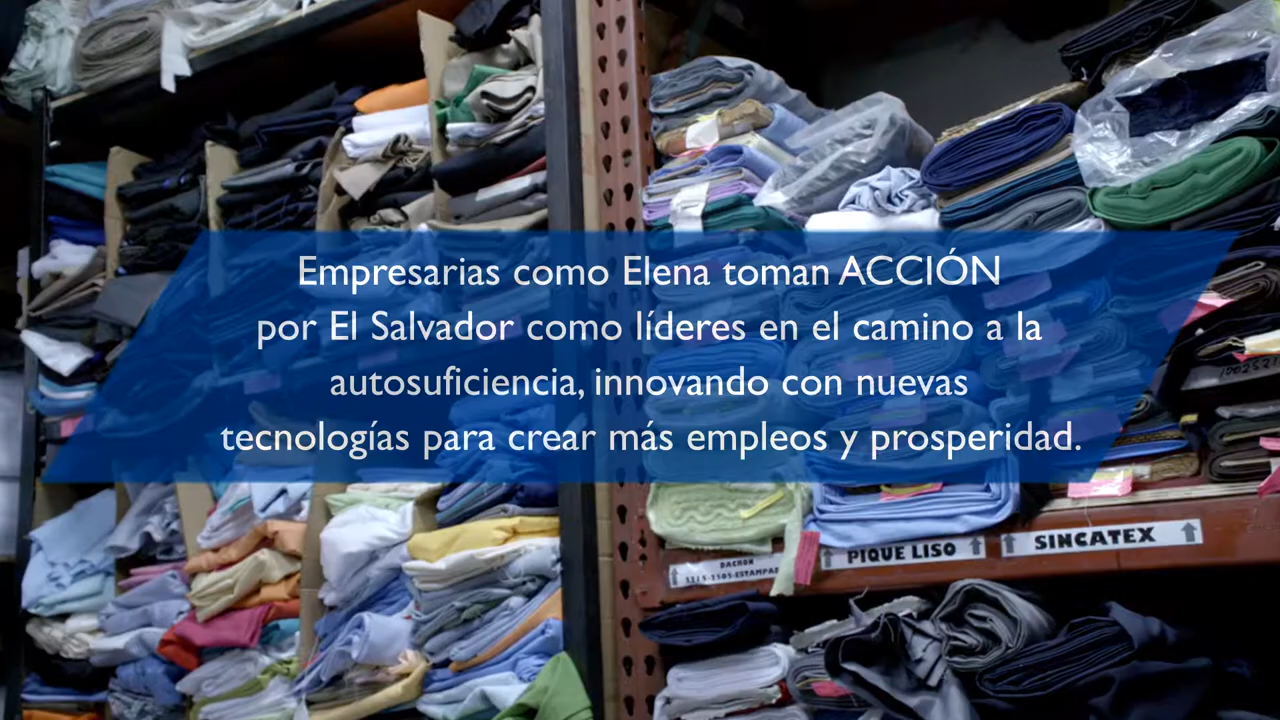 Empresarias como Elena toman ACCIÓN
por El Salvador como líderes en el camino a la
autosuficiencia, innovando con nuevas
tecnologías para crear más empleos y prosperidad.
PIQUE LISO
SINCATEX
DACRON